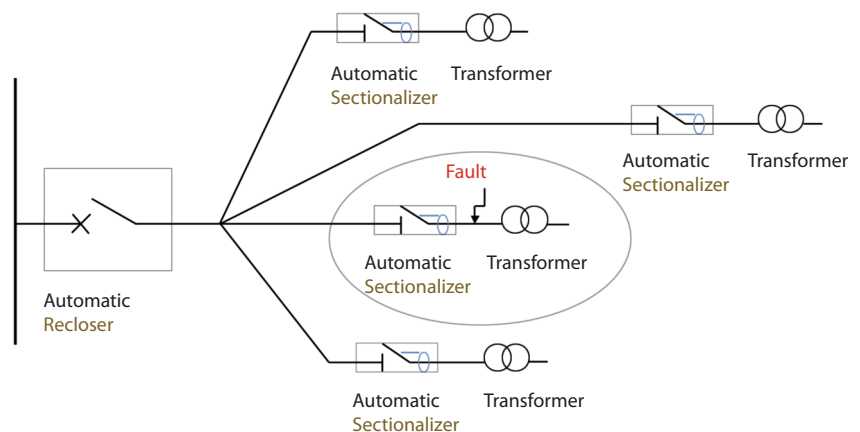 Automatic
Sectionalizer
Transformer
Automatic
Sectionalizer
Transformer
Fault
Automatic
Sectionalizer
Transformer
Automatic
Recloser
Automatic
Sectionalizer
Transformer